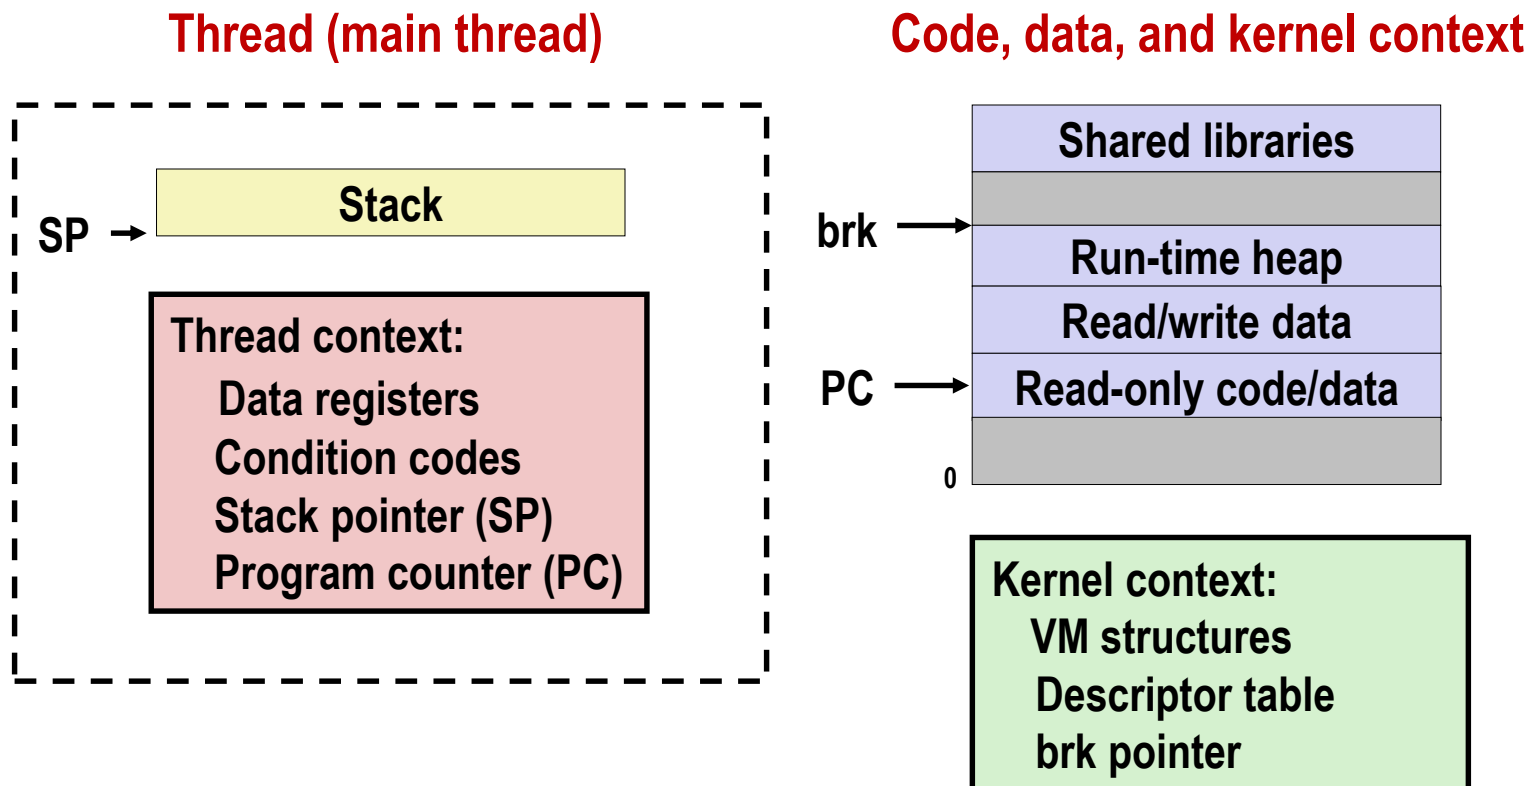 Thread (main thread)
Stack
SP
Thread context:
Data registers
Condition codes
Stack pointer (SP)
Program counter (PC)
Code, data, and kernel context
Shared libraries
brk
Run-time heap
Read/write data
PC
Read-only code/data
0
Kernel context:
VM structures
Descriptor table
brk pointer